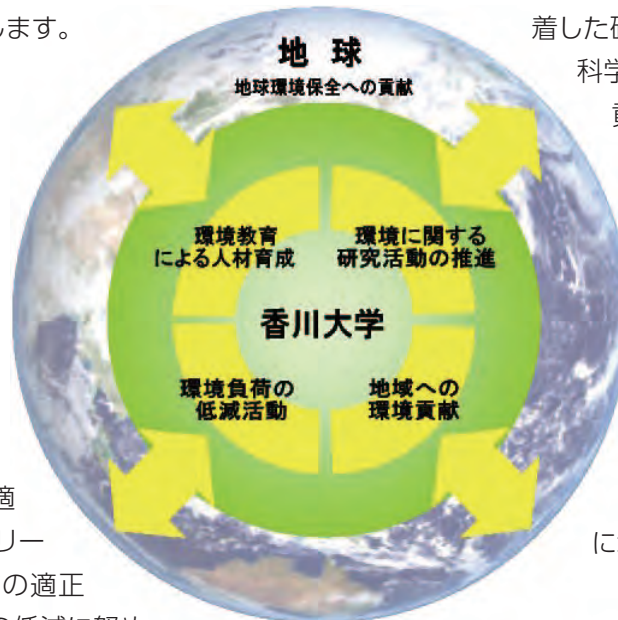 します。
着した
科学
地球
地球環境保全への貢献
環境教育
による人材育成
環境に関する
研究活動の推進
香川大学
環境負荷の
低減活動
地域への
環境貢献
適
リー
の適正
に